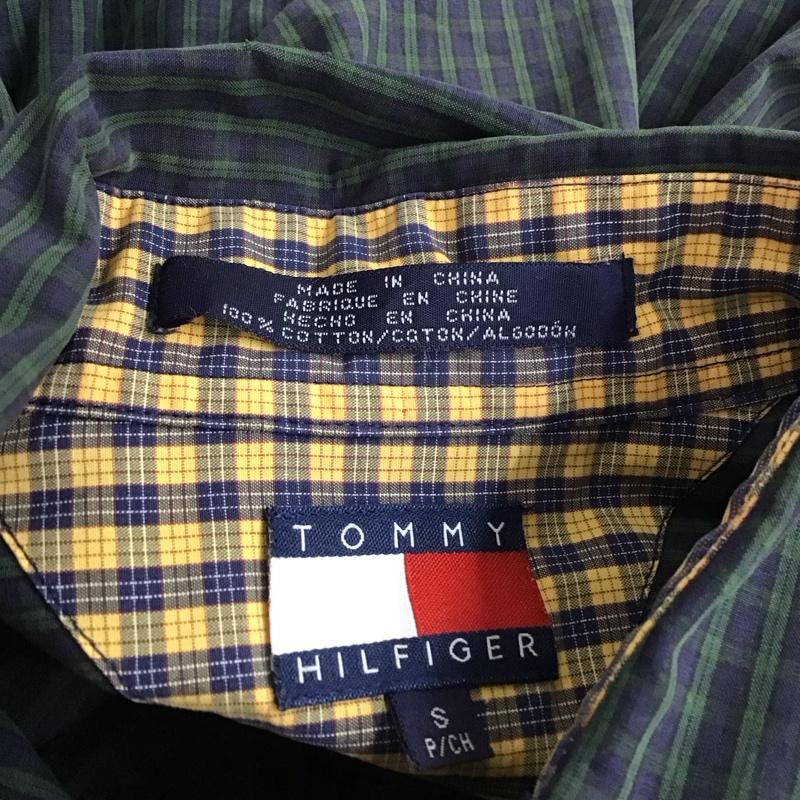 MADE IN CHINA
FABRIQUE EN CHINE
HECHO EN CHINA
100% COTTON/COTON/ALGODÓN
TOMMY
HILFIGER
S
P/CH